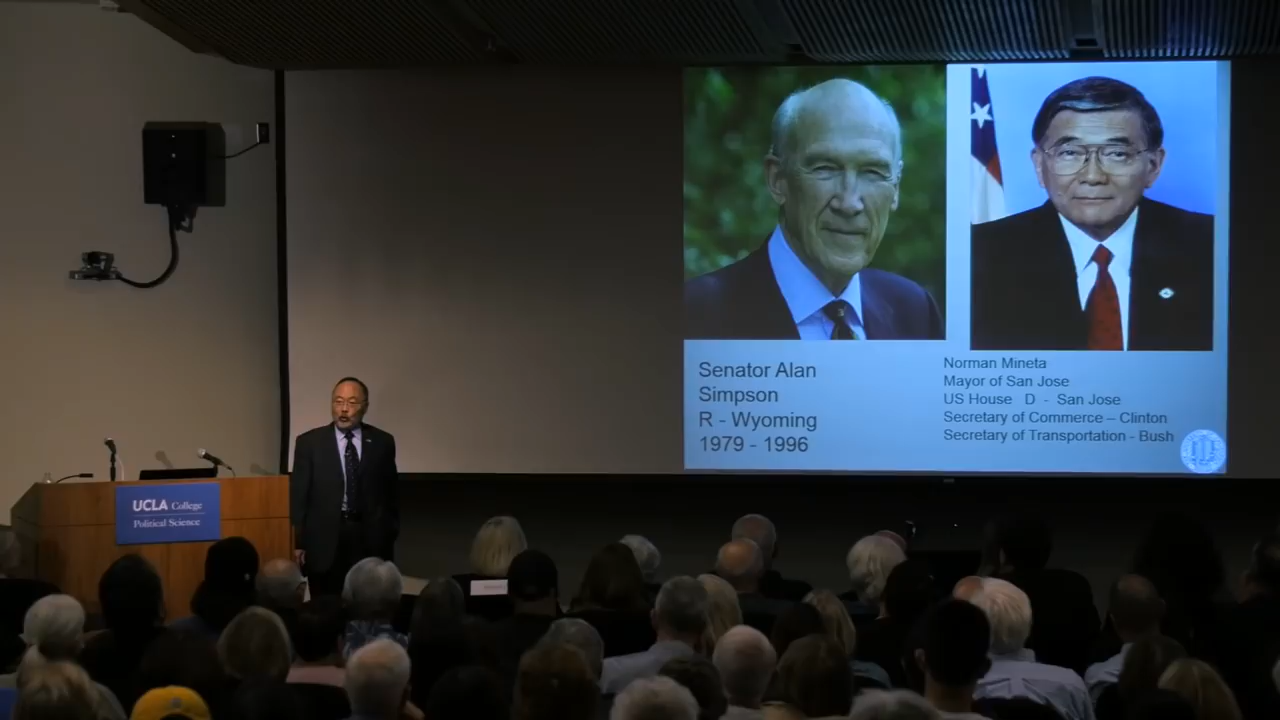 Senator Alan
Simpson
R - Wyoming
1979 - 1996
Norman Mineta
Mayor of San Jose
US House   D  -  San Jose
Secretary of Commerce – Clinton
Secretary of Transportation - Bush
UCLA College
Political Science